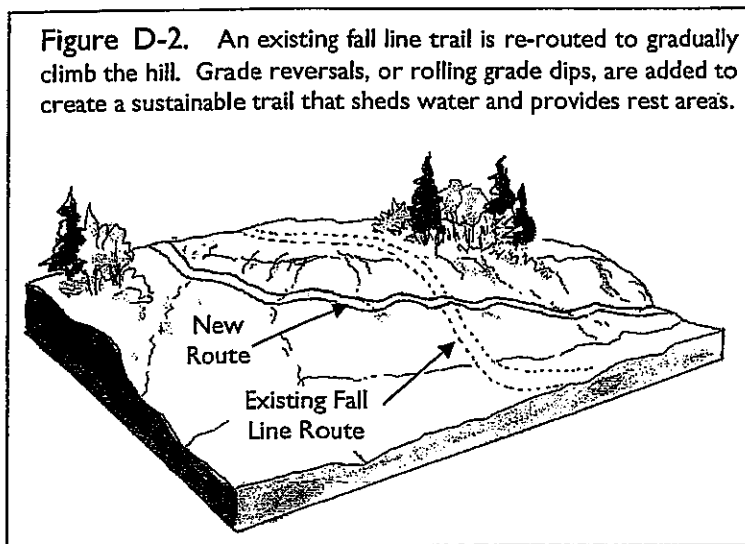 Figure D-2. An existing fall line trail is re-routed to gradually
climb the hill. Grade reversals, or rolling grade dips, are added to
create a sustainable trail that sheds water and provides rest areas.
New
Route
Existing Fall
Line Route